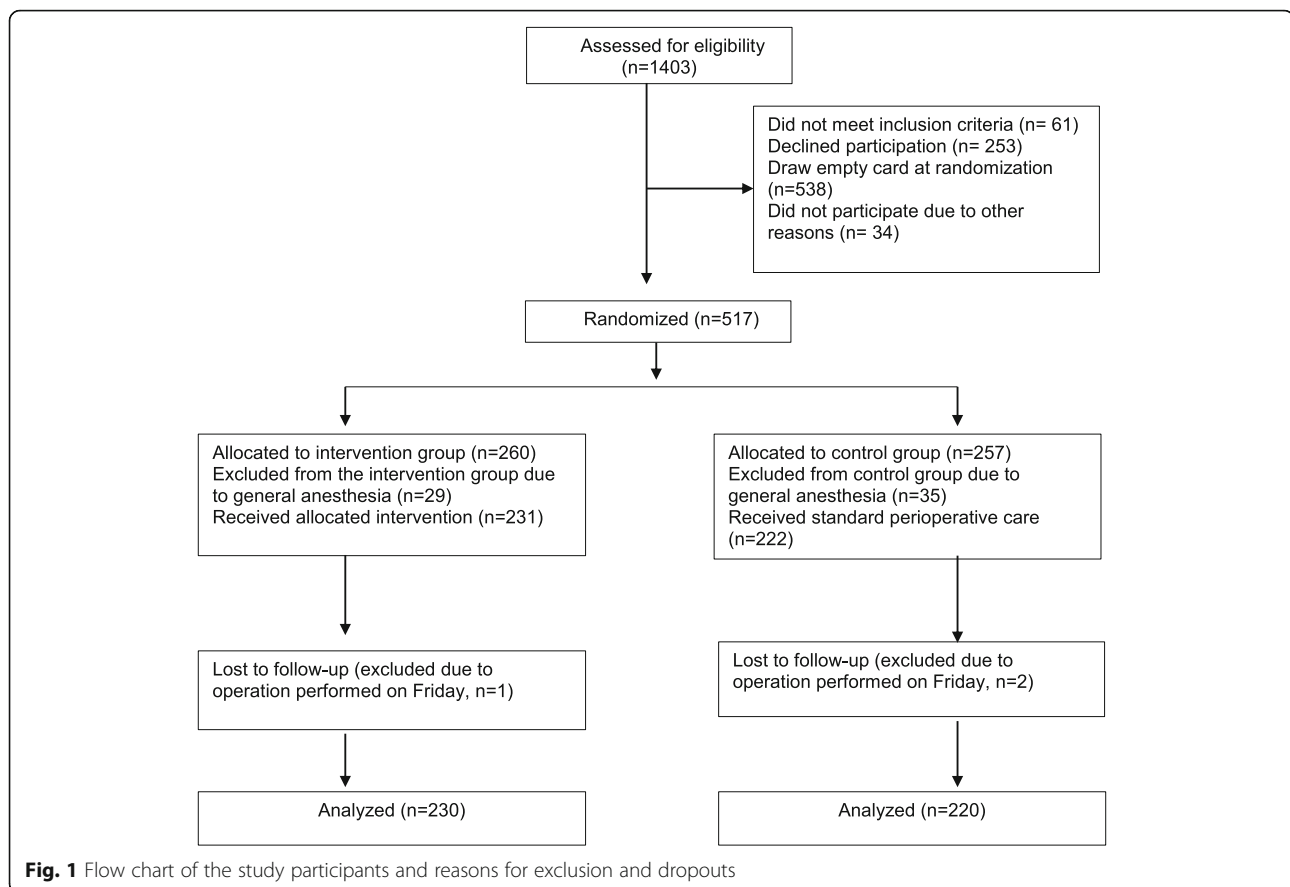 Assessed for eligibility
(n=1403)
Did not meet inclusion criteria (n= 61)
Declined participation (n= 253)
Draw empty card at randomization
(n=538)
Did not participate due to other
reasons (n= 34)
Randomized (n=517)
Allocated to intervention group (n=260)
Excluded from the intervention group due
to general anesthesia (n=29)
Received allocated intervention (n=231)
Allocated to control group (n=257)
Excluded from control group due to
general anesthesia (n=35)
Received standard perioperative care
(n=222)
Lost to follow-up (excluded due to
operation performed on Friday, n=1)
Lost to follow-up (excluded due to
operation performed on Friday, n=2)
Analyzed (n=230)
Analyzed (n=220)
Fig. 1 Flow chart of the study participants and reasons for exclusion and dropouts